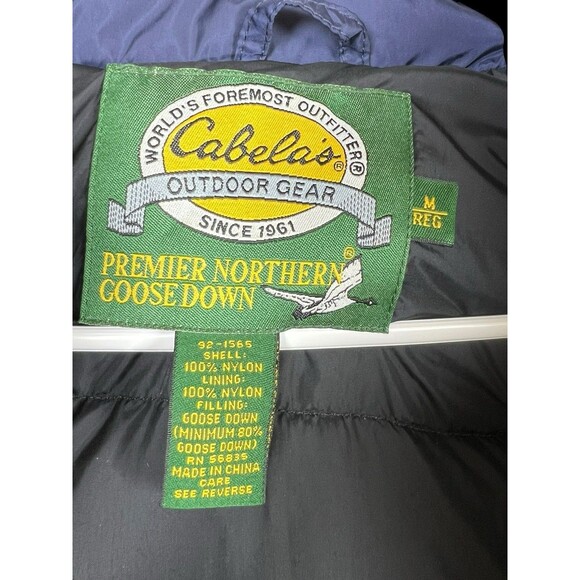 WORLD'S FOREMOST OUTFITTER®
Cabela's®
OUTDOOR GEAR
SINCE 1961
PREMIER NORTHERN®
GOOSE DOWN
M
REG
92-1565
SHELL:
100% NYLON
LINING:
100% NYLON
FILLING:
GOOSE DOWN
(MINIMUM 80%
GOOSE DOWN)
RN 56835
MADE IN CHINA
CARE
SEE REVERSE